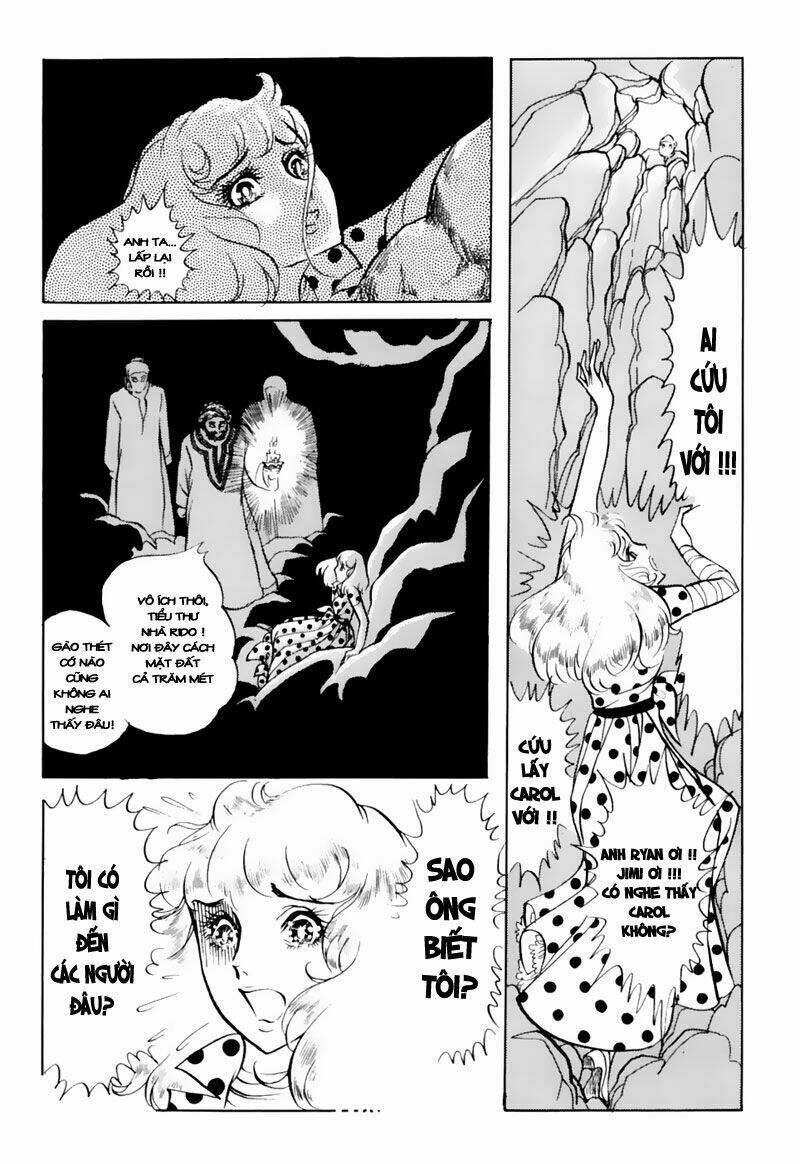 AI
CỨU
TÔI
VỚI !!!
CỨU
LẤY
CAROL
VỚI !!
ANH RYAN ƠI !!
JIMI ƠI !!!
CÓ NGHE THẤY
CAROL
KHÔNG?
ANH TA...
LẤP LẠI
RỒI !!
VÔ ÍCH THÔI,
TIỂU THƯ
NHÀ RIDO !
NƠI ĐÂY CÁCH
MẶT ĐẤT
CẢ TRĂM MÉT
GÀO THÉT
CỠ NÀO
CŨNG
KHÔNG AI
NGHE
THẤY ĐÂU!
SAO
ÔNG
BIẾT
TÔI?
TÔI CÓ
LÀM GÌ
ĐẾN
CÁC NGƯỜI
ĐÂU?